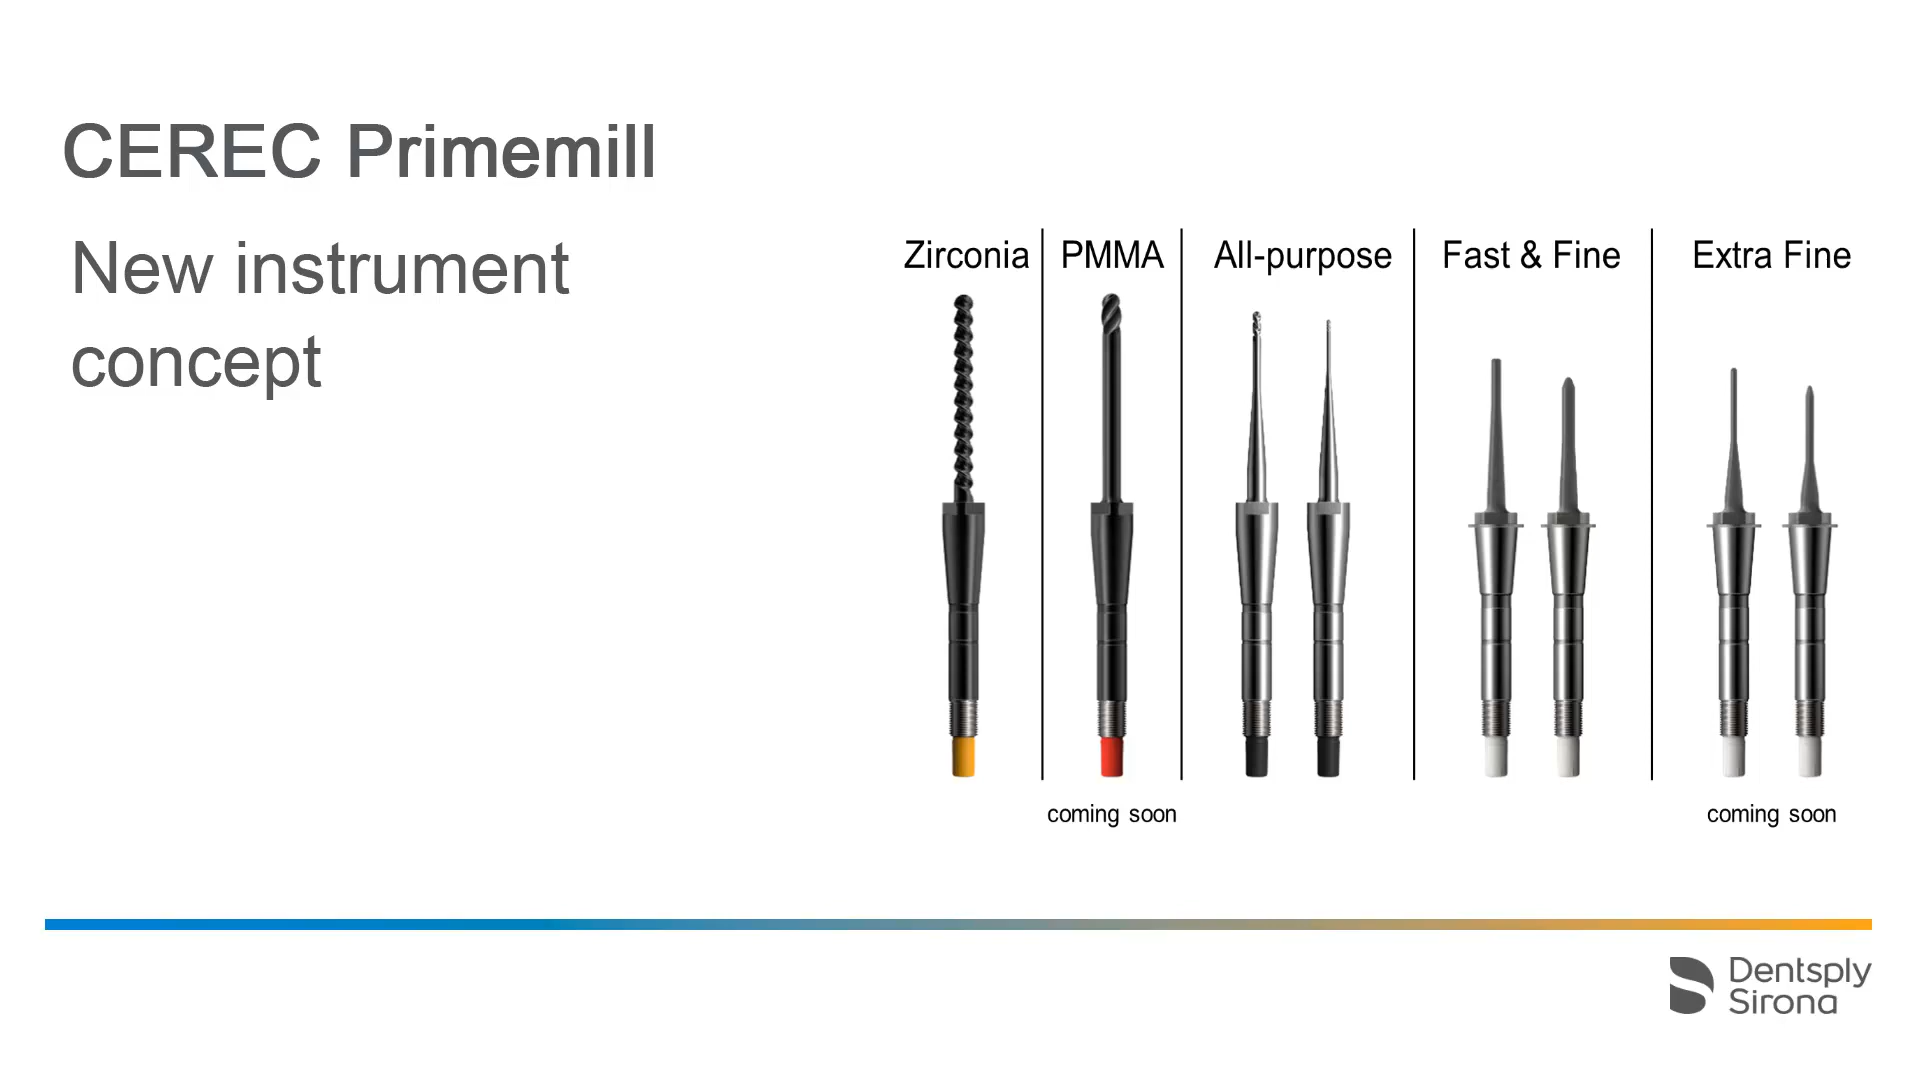 CEREC Primemill
New instrument
concept
Zirconia
PMMA
All-purpose
Fast & Fine
Extra Fine
coming soon
coming soon
Dentsply
Sirona